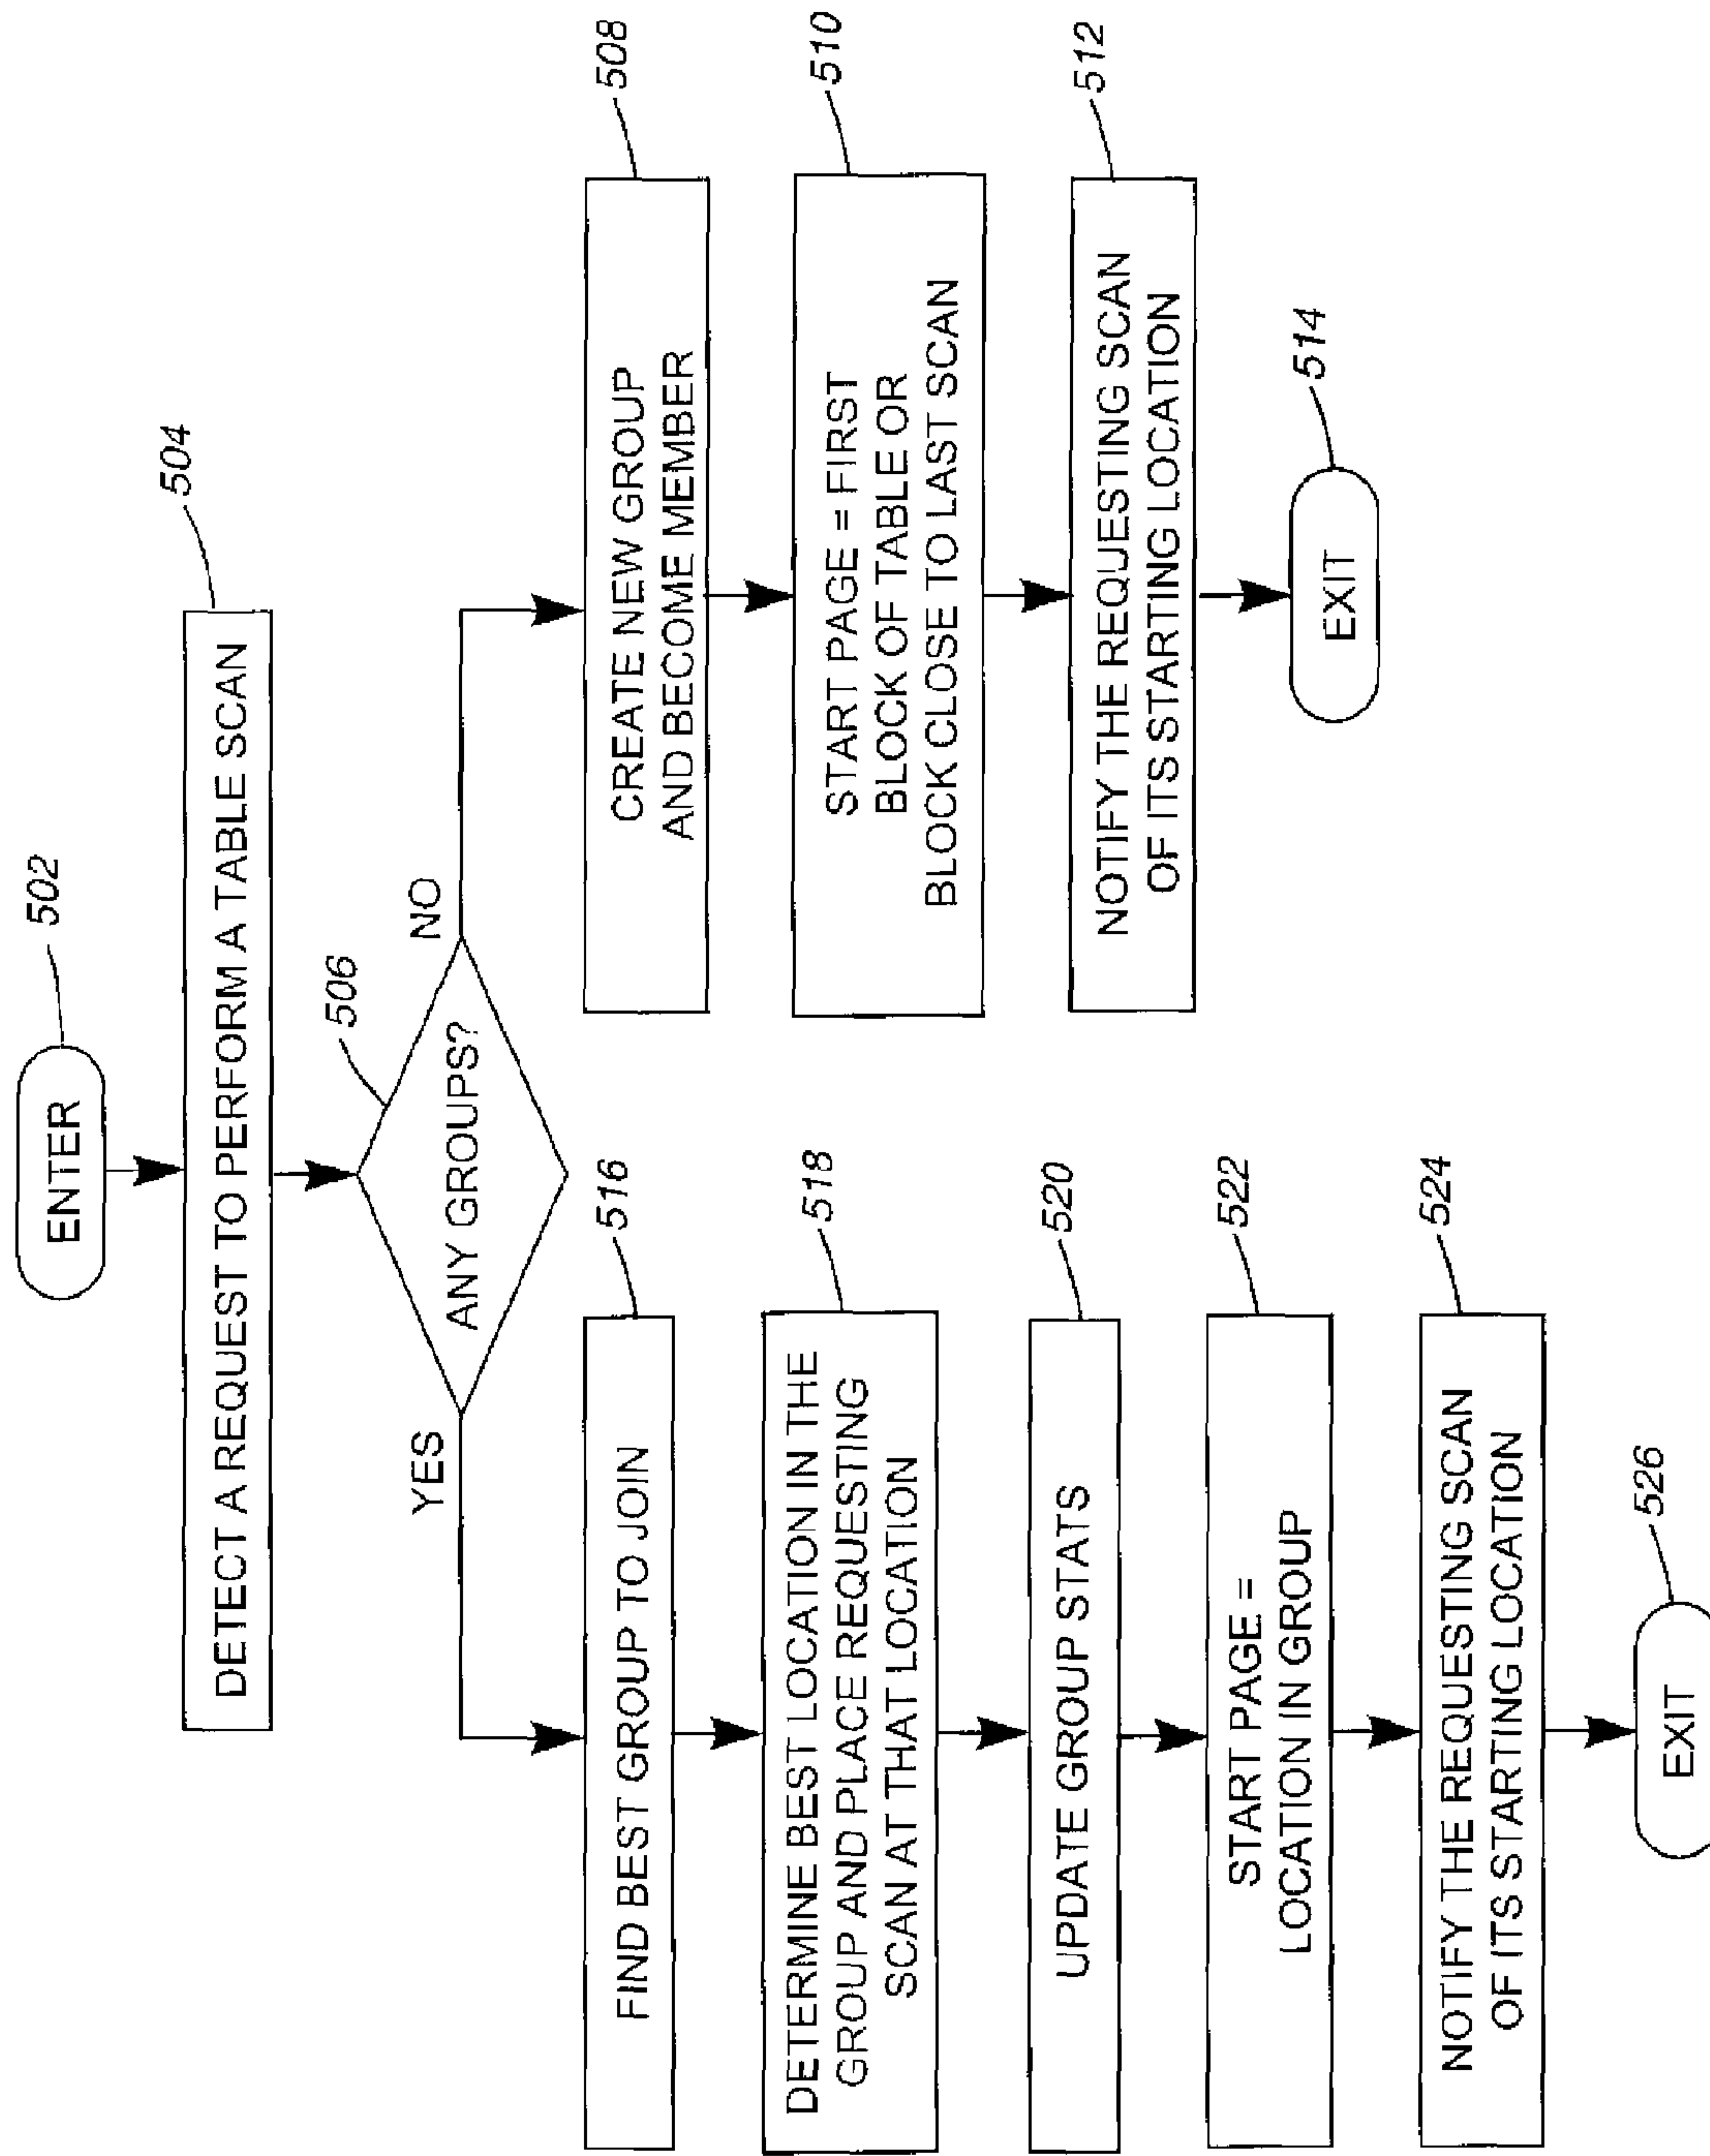 502
ENTER
504
DETECT A REQUEST TO PERFORM A TABLE SCAN
506
ANY GROUPS?
YES
NO
516
FIND BEST GROUP TO JOIN
518
DETERMINE BEST LOCATION IN THE
GROUP AND PLACE REQUESTING
SCAN AT THAT LOCATION
520
UPDATE GROUP STATS
522
START PAGE =
LOCATION IN GROUP
524
NOTIFY THE REQUESTING SCAN
OF ITS STARTING LOCATION
526
EXIT
508
CREATE NEW GROUP
AND BECOME MEMBER
510
START PAGE = FIRST
BLOCK OF TABLE OR
BLOCK CLOSE TO LAST SCAN
512
NOTIFY THE REQUESTING SCAN
OF ITS STARTING LOCATION
514
EXIT